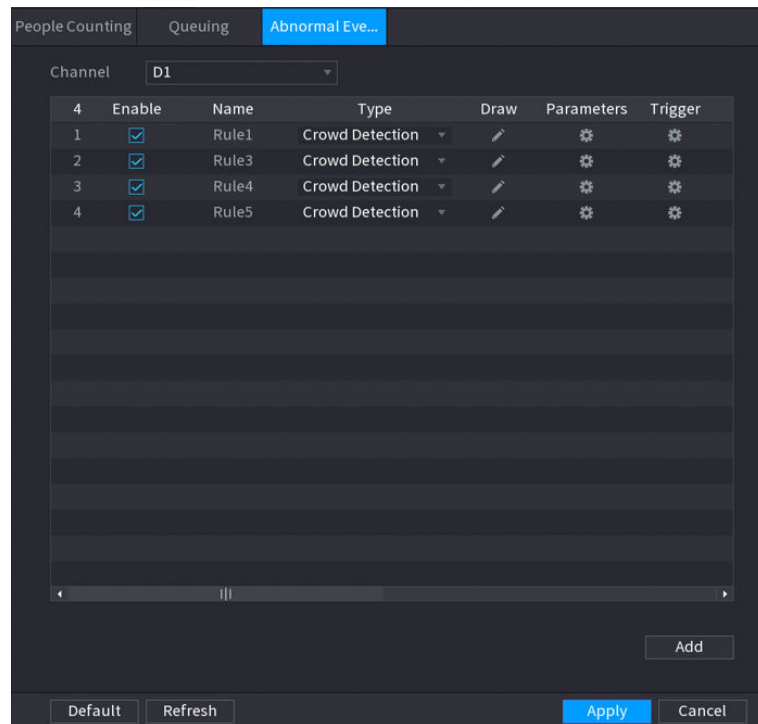 People Counting Queuing Abnormal Eve...
Channel D1
4 Enable Name Type Draw Parameters Trigger
1 Rule1 Crowd Detection
2 Rule3 Crowd Detection
3 Rule4 Crowd Detection
4 Rule5 Crowd Detection
Add
Default Refresh Apply Cancel